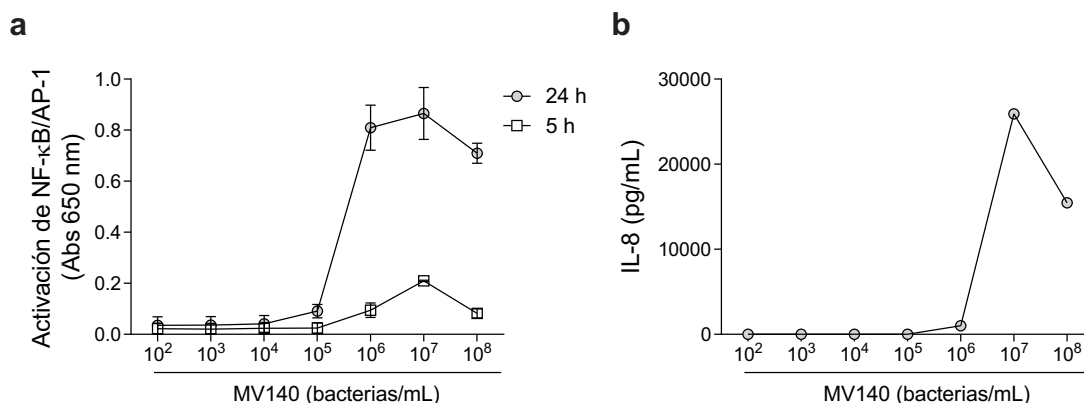 a
Activación de NF-κB/AP-1
(Abs 650 nm)
1.0
0.8
0.6
0.4
0.2
0.0
10²
10³
10⁴
10⁵
10⁶
10⁷
10⁸
MV140 (bacterias/mL)
24 h
5 h
b
IL-8 (pg/mL)
30000
20000
10000
0
10²
10³
10⁴
10⁵
10⁶
10⁷
10⁸
MV140 (bacterias/mL)